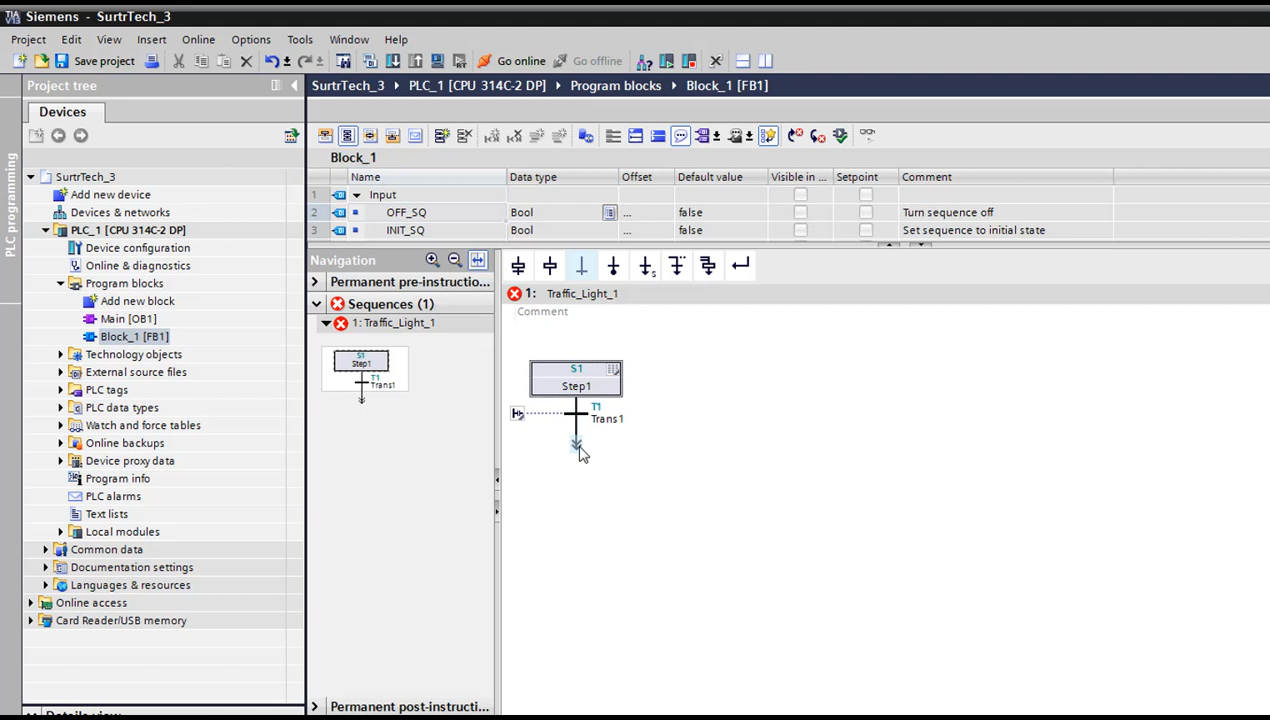 Siemens - SurtrTech_3
Project Edit View Insert Online Options Tools Window Help
Save project Go online Go offline
Project tree
SurtrTech_3 PLC_1 [CPU 314C-2 DP] Program blocks Block_1 [FB1]
Devices
PLC programming
SurtrTech_3
Add new device
Devices & networks
PLC_1 [CPU 314C-2 DP]
Device configuration
Online & diagnostics
Program blocks
Add new block
Main [OB1]
Block_1 [FB1]
Technology objects
External source files
PLC tags
PLC data types
Watch and force tables
Online backups
Device proxy data
Program info
PLC alarms
Text lists
Local modules
Common data
Documentation settings
Languages & resources
Online access
Card Reader/USB memory
Block_1
Name Data type Offset Default value Visible in ... Setpoint Comment
1 Input
2 OFF_SQ Bool ... false Turn sequence off
3 INIT_SQ Bool ... false Set sequence to initial state
Navigation
Permanent pre-instructio...
Sequences (1)
1: Traffic_Light_1
S1
Step1
T1
Trans1
Permanent post-instructi...
1: Traffic_Light_1
Comment
S1
Step1
T1
Trans1